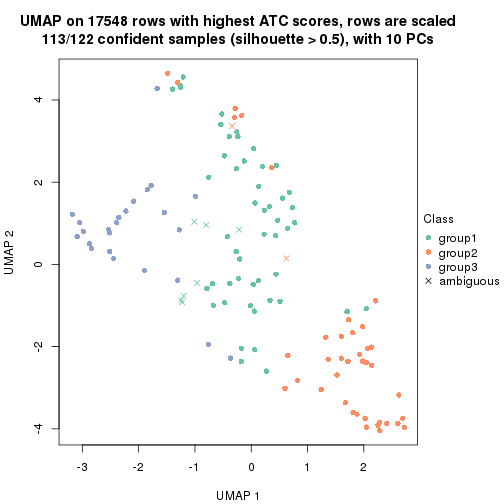 UMAP on 17548 rows with highest ATC scores, rows are scaled
113/122 confident samples (silhouette > 0.5), with 10 PCs
UMAP 2
4
2
0
-2
-4
-3
-2
-1
0
1
2
UMAP 1
Class
group1
group2
group3
ambiguous